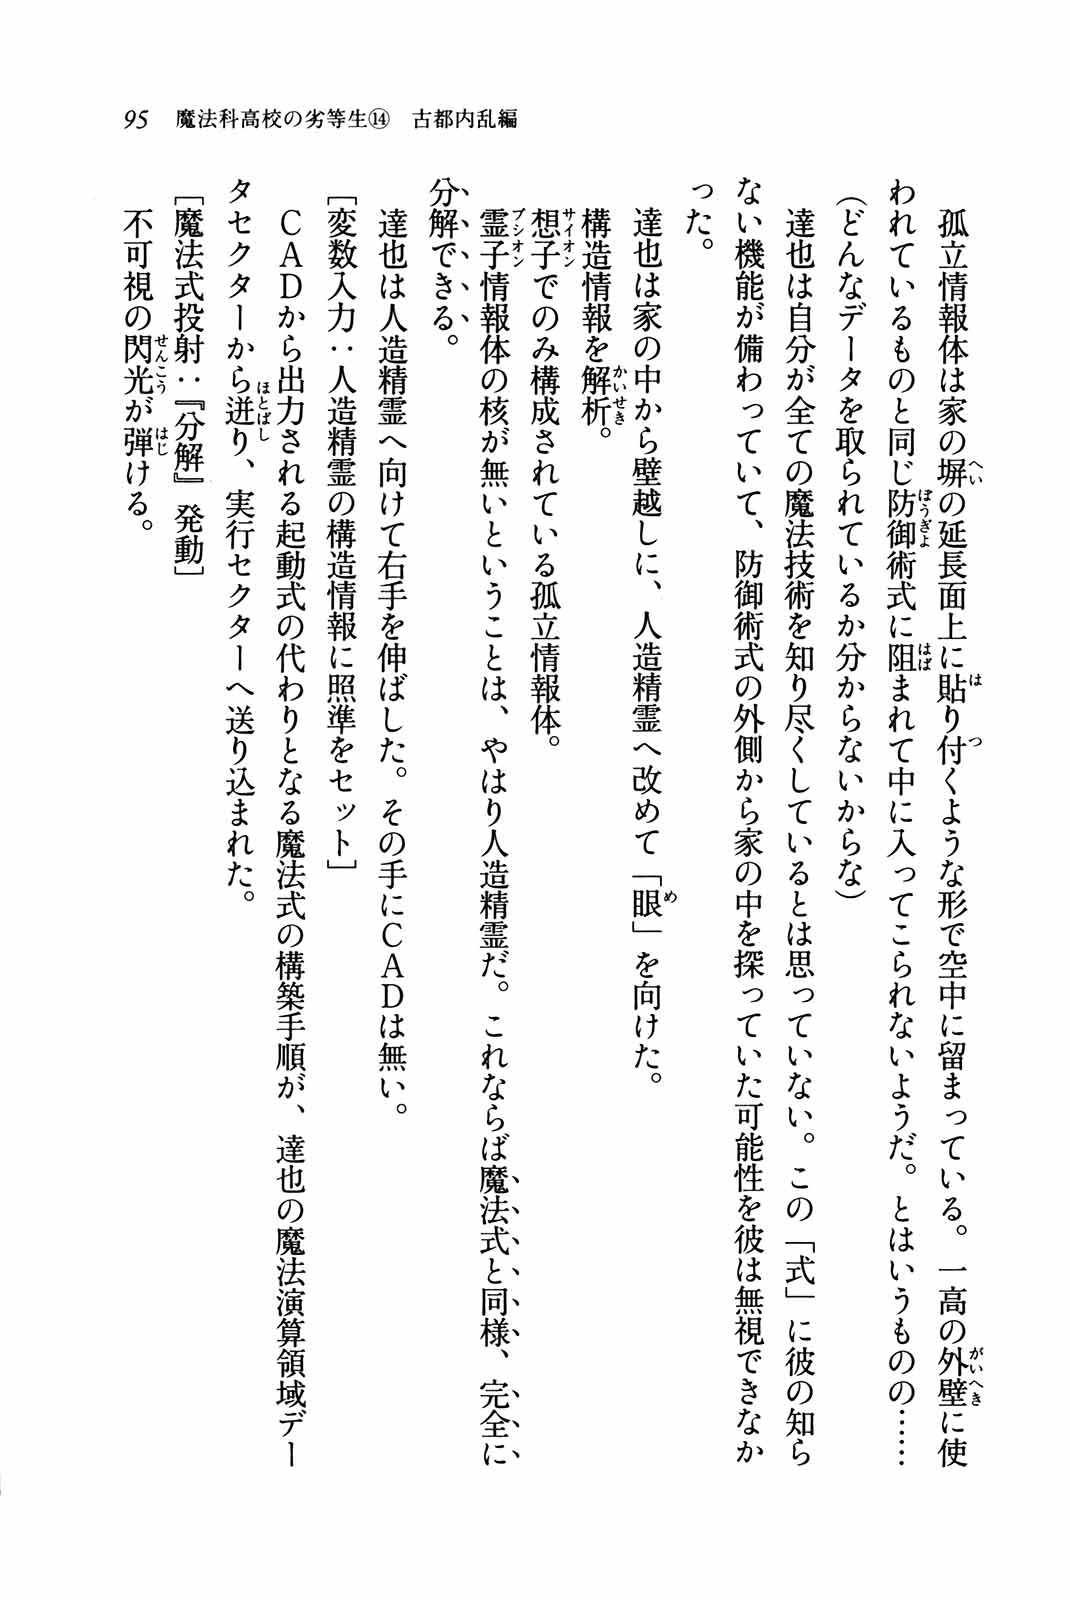 95　魔法科高校の劣等生⑭　古都内乱編
　孤立情報体は家の塀の延長面上に貼り付くような形で空中に留まっている。一高の外壁に使
われているものと同じ防御術式に阻まれて中に入ってこられないようだ。とはいうものの……
（どんなデータを取られているか分からないからな）
　達也は自分が全ての魔法技術を知り尽くしているとは思っていない。この「式」に彼の知ら
ない機能が備わっていて、防御術式の外側から家の中を探っていた可能性を彼は無視できなか
った。
　達也は家の中から壁越しに、人造精霊へ改めて「眼」を向けた。
　構造情報を解析。
　想子でのみ構成されている孤立情報体。
　霊子情報体の核が無いということは、やはり人造精霊だ。これならば魔法式と同様、完全に
分解できる。
　達也は人造精霊へ向けて右手を伸ばした。その手にＣＡＤは無い。
［変数入力：人造精霊の構造情報に照準をセット］
　ＣＡＤから出力される起動式の代わりとなる魔法式の構築手順が、達也の魔法演算領域デー
タセクターから迸り、実行セクターへ送り込まれた。
［魔法式投射：『分解』発動］
　不可視の閃光が弾ける。